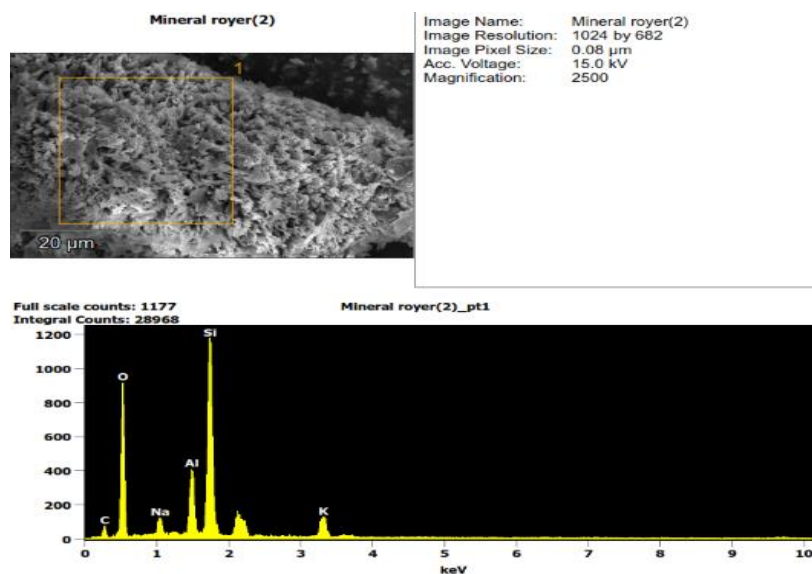 Mineral royer(2)
Image Name: Mineral royer(2)
Image Resolution: 1024 by 682
Image Pixel Size: 0.08 µm
Acc. Voltage: 15.0 kV
Magnification: 2500
1
20 µm
Full scale counts: 1177
Integral Counts: 28968
Mineral royer(2)_pt1
1200
1000
800
600
400
200
0
C
O
Na
Al
Si
K
0 1 2 3 4 5 6 7 8 9 10
keV